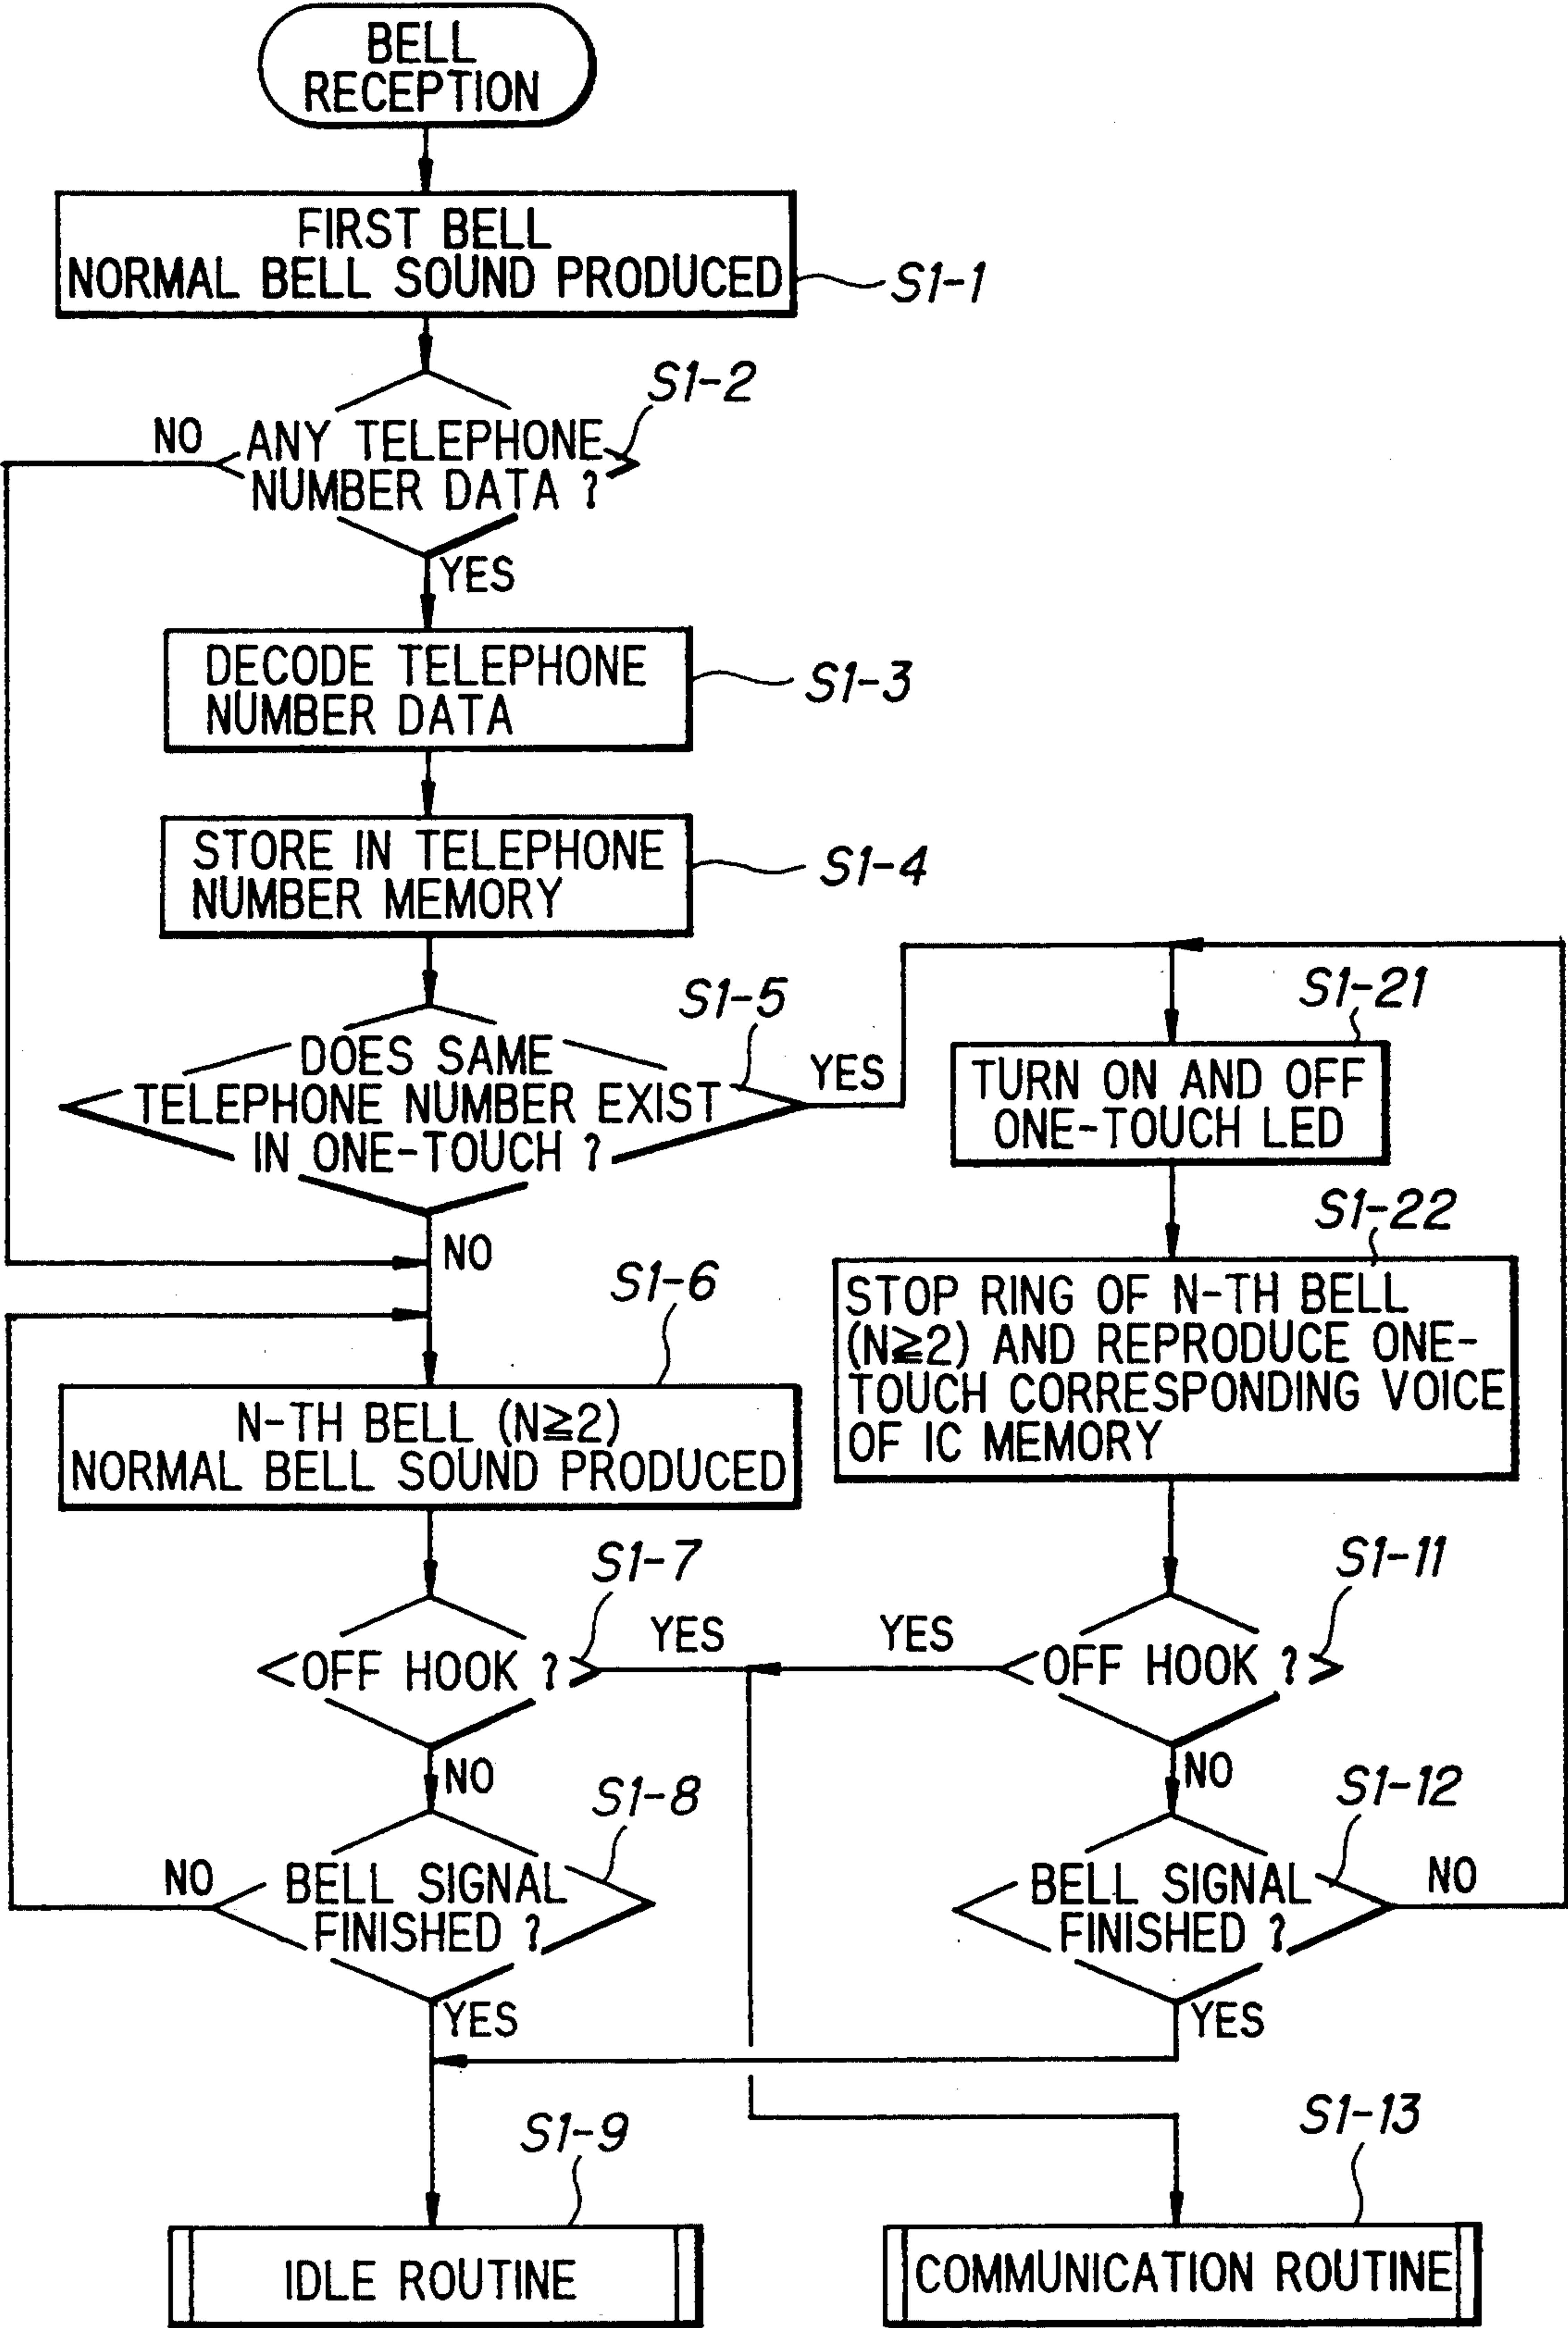 BELL
RECEPTION
FIRST BELL
NORMAL BELL SOUND PRODUCED
S1-1
S1-2
NO
ANY TELEPHONE
NUMBER DATA ?
YES
DECODE TELEPHONE
NUMBER DATA
S1-3
STORE IN TELEPHONE
NUMBER MEMORY
S1-4
S1-5
DOES SAME
TELEPHONE NUMBER EXIST
IN ONE-TOUCH ?
YES
NO
S1-21
TURN ON AND OFF
ONE-TOUCH LED
S1-22
STOP RING OF N-TH BELL
(N≧2) AND REPRODUCE ONE-
TOUCH CORRESPONDING VOICE
OF IC MEMORY
S1-6
N-TH BELL (N≧2)
NORMAL BELL SOUND PRODUCED
S1-7
OFF HOOK ?
YES
NO
S1-11
YES
OFF HOOK ?
NO
S1-8
NO
BELL SIGNAL
FINISHED ?
YES
S1-12
BELL SIGNAL
FINISHED ?
NO
YES
S1-9
IDLE ROUTINE
S1-13
COMMUNICATION ROUTINE